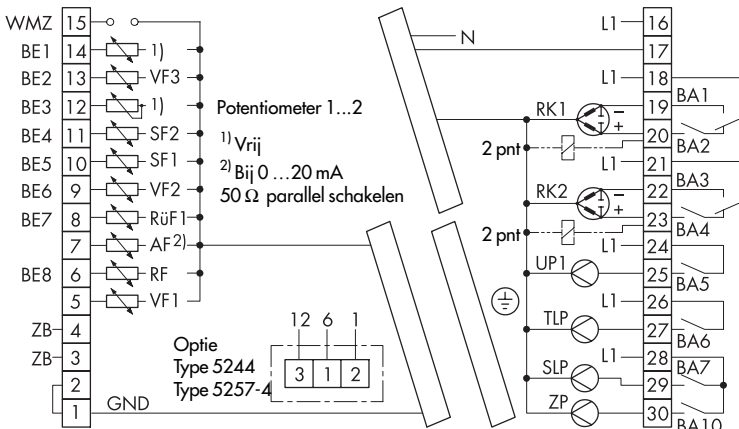 WMZ 15 L1 16
BE1 14 1) N 17
BE2 13 VF3 L1 18
BE3 12 1) Potentiometer 1...2 RK1 − 19 BA1
BE4 11 SF2 1) Vrij + 20
2 pnt BA2
BE5 10 SF1 2) Bij 0 ...20 mA L1 21
BE6 9 VF2 50 Ω parallel schakelen RK2 − 22 BA3
BE7 8 RüF1 + 23
2 pnt BA4
7 AF2) L1 24
BE8 6 RF UP1 25
BA5
5 VF1 L1 26
ZB 4 12 6 1 TLP 27
BA6
ZB 3 Optie L1 28
Type 5244 3 1 2 SLP BA7
2 Type 5257-4 29
1 GND ZP 30
BA10